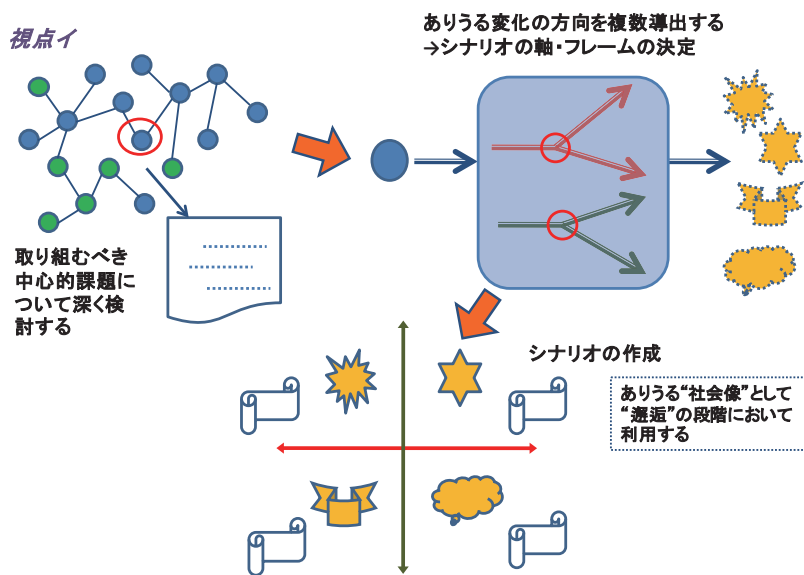 視点イ
ありうる変化の方向を複数導出する
→シナリオの軸・フレームの決定
取り組むべき
中心的課題に
ついて深く検
討する
シナリオの作成
ありうる“社会像”として
“邂逅”の段階において
利用する